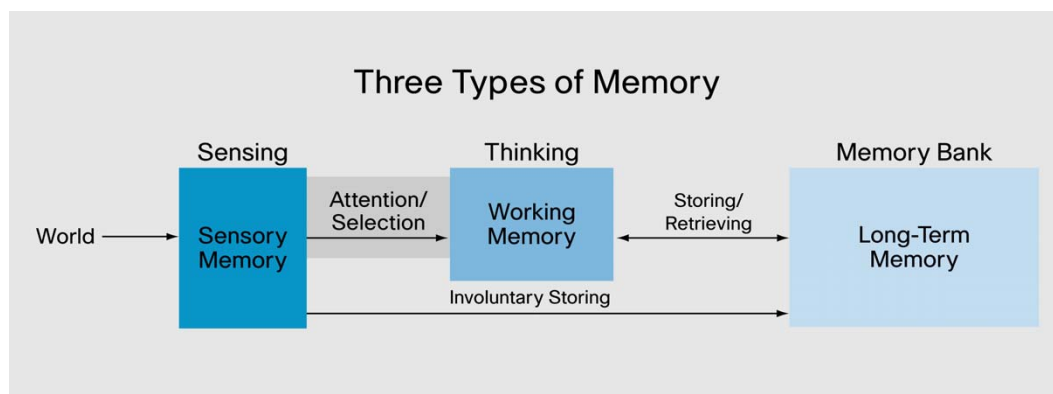 Three Types of Memory
Sensing
Thinking
Memory Bank
World
Sensory
Memory
Attention/
Selection
Working
Memory
Storing/
Retrieving
Long-Term
Memory
Involuntary Storing